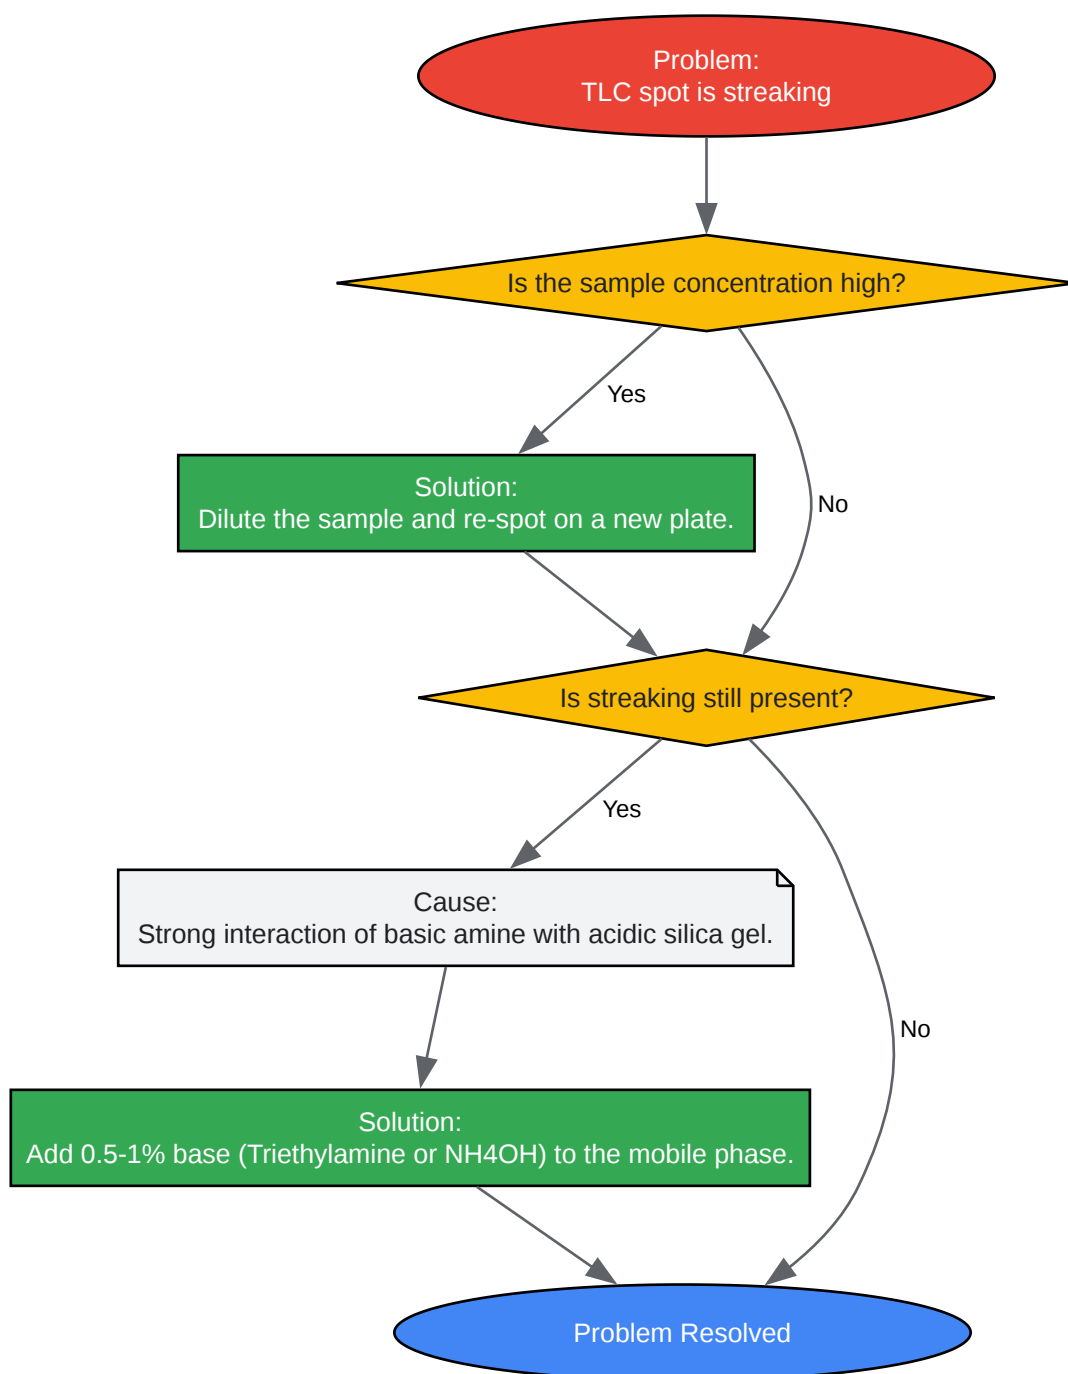 Problem:
TLC spot is streaking
Is the sample concentration high?
Yes
Solution:
Dilute the sample and re-spot on a new plate.
No
Is streaking still present?
Yes
Cause:
Strong interaction of basic amine with acidic silica gel.
No
Solution:
Add 0.5-1% base (Triethylamine or NH4OH) to the mobile phase.
Problem Resolved